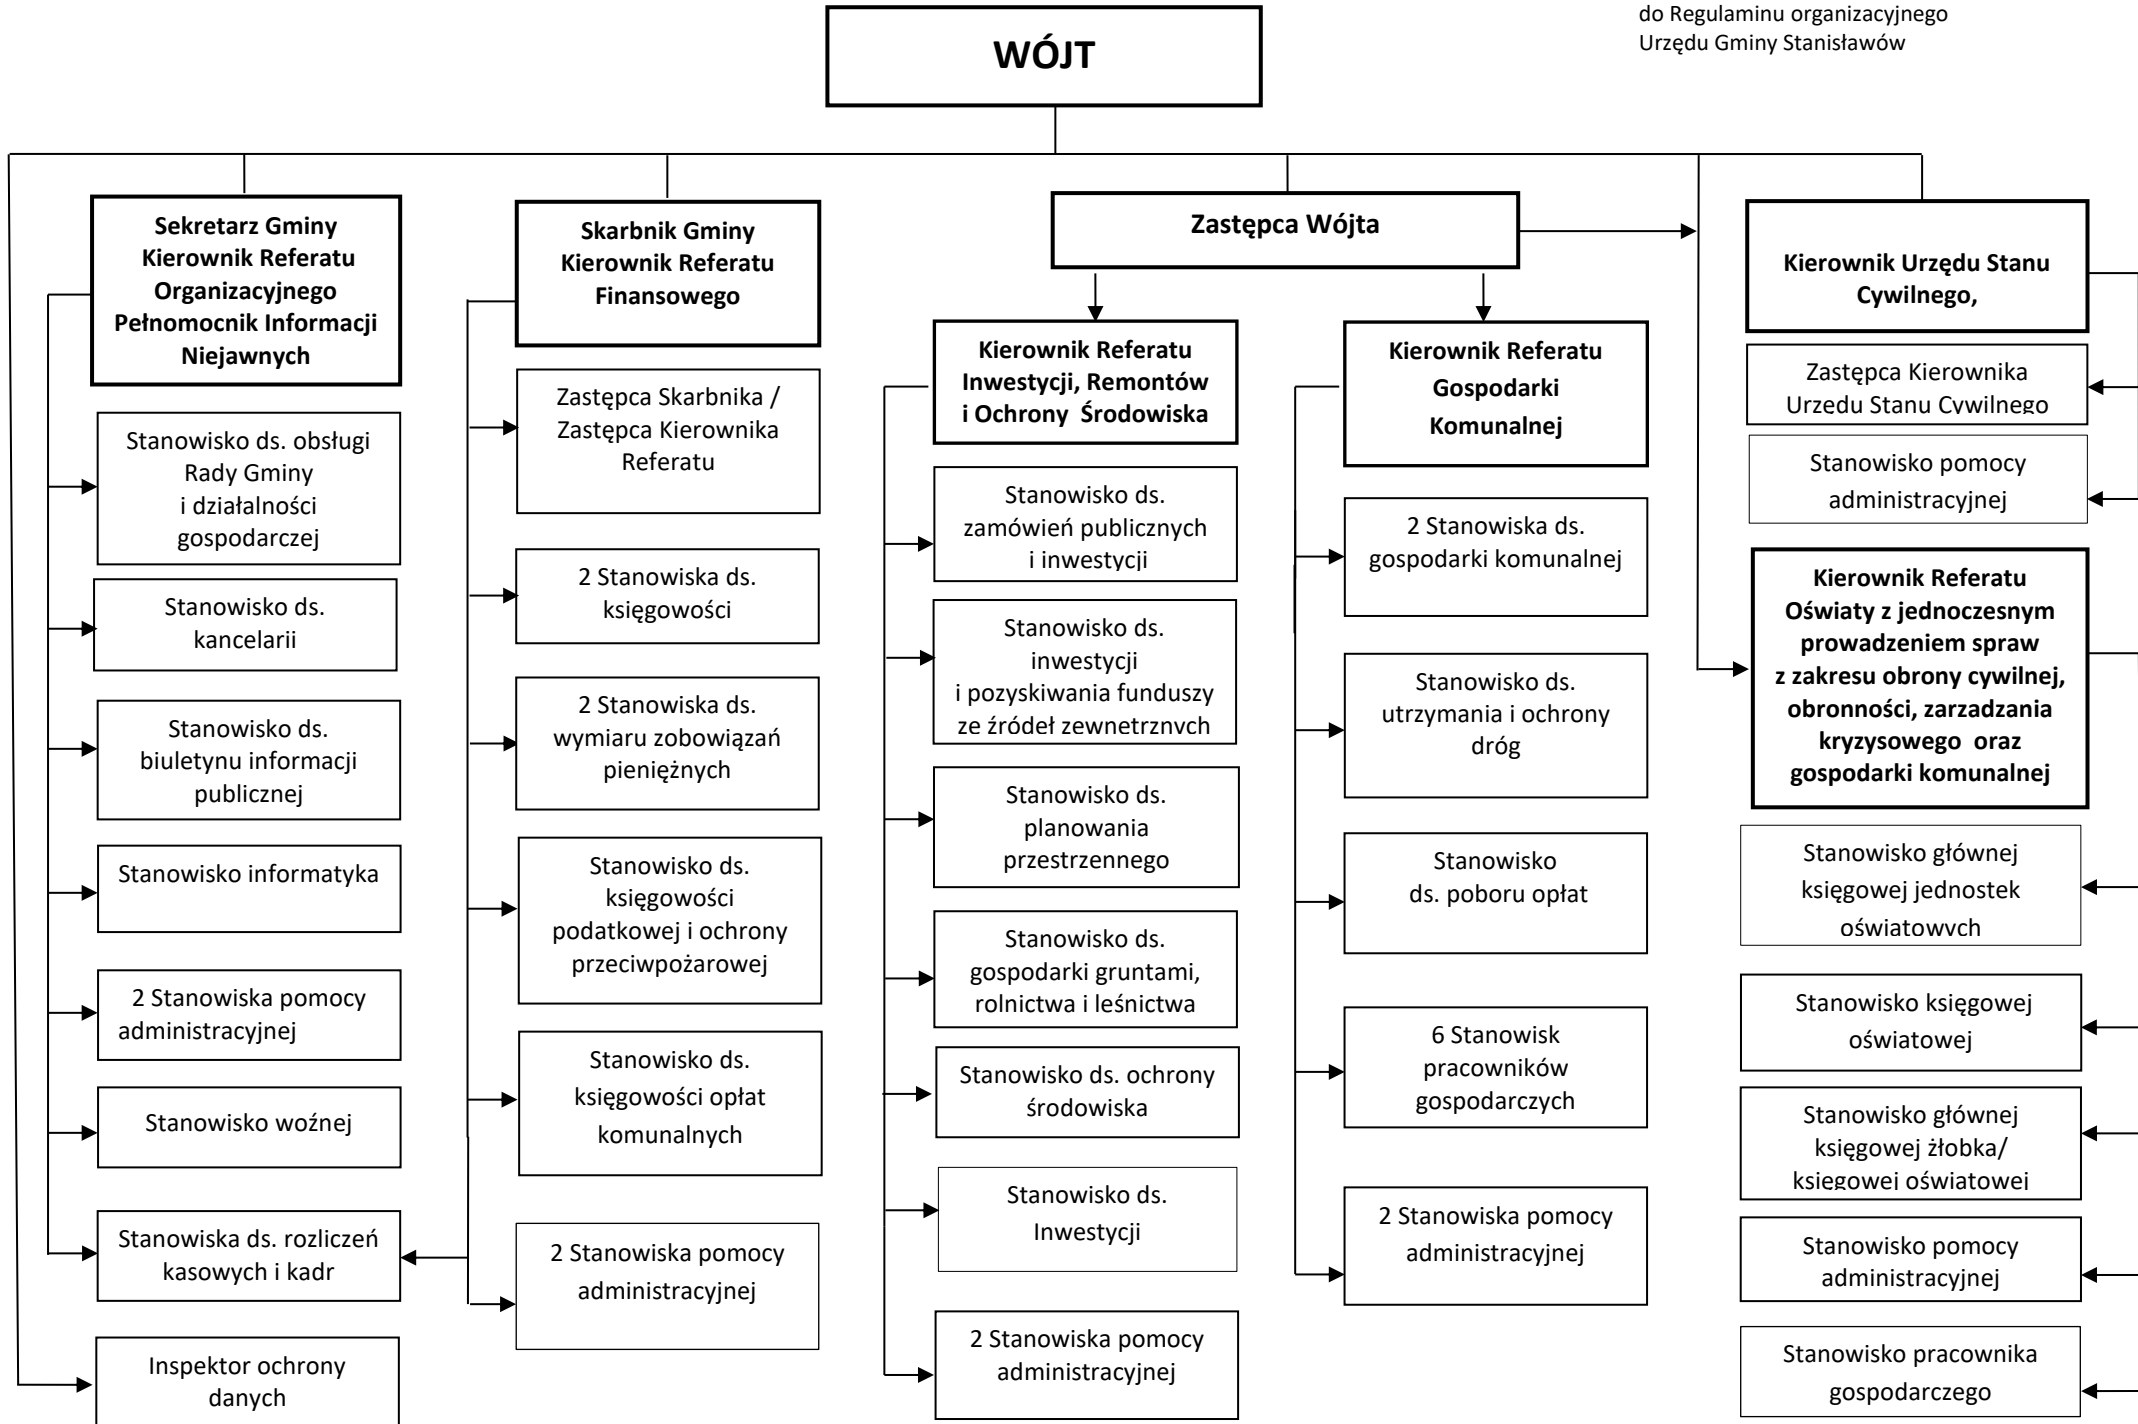 do Regulaminu organizacyjnego
Urzędu Gminy Stanisławów
WÓJT
Sekretarz Gminy
Kierownik Referatu
Organizacyjnego
Pełnomocnik Informacji
Niejawnych
Stanowisko ds. obsługi
Rady Gminy
i działalności
gospodarczej
Stanowisko ds.
kancelarii
Stanowisko ds.
biuletynu informacji
publicznej
Stanowisko informatyka
2 Stanowiska pomocy
administracyjnej
Stanowisko woźnej
Stanowiska ds. rozliczeń
kasowych i kadr
Inspektor ochrony
danych
Skarbnik Gminy
Kierownik Referatu
Finansowego
Zastępca Skarbnika /
Zastępca Kierownika
Referatu
2 Stanowiska ds.
księgowości
2 Stanowiska ds.
wymiaru zobowiązań
pieniężnych
Stanowisko ds.
księgowości
podatkowej i ochrony
przeciwpożarowej
Stanowisko ds.
księgowości opłat
komunalnych
2 Stanowiska pomocy
administracyjnej
Zastępca Wójta
Kierownik Referatu
Inwestycji, Remontów
i Ochrony Środowiska
Stanowisko ds.
zamówień publicznych
i inwestycji
Stanowisko ds.
inwestycji
i pozyskiwania funduszy
ze źródeł zewnetrznych
Stanowisko ds.
planowania
przestrzennego
Stanowisko ds.
gospodarki gruntami,
rolnictwa i leśnictwa
Stanowisko ds. ochrony
środowiska
Stanowisko ds.
Inwestycji
2 Stanowiska pomocy
administracyjnej
Kierownik Referatu
Gospodarki
Komunalnej
2 Stanowiska ds.
gospodarki komunalnej
Stanowisko ds.
utrzymania i ochrony
dróg
Stanowisko
ds. poboru opłat
6 Stanowisk
pracowników
gospodarczych
2 Stanowiska pomocy
administracyjnej
Kierownik Urzędu Stanu
Cywilnego,
Zastępca Kierownika
Urzedu Stanu Cywilnego
Stanowisko pomocy
administracyjnej
Kierownik Referatu
Oświaty z jednoczesnym
prowadzeniem spraw
z zakresu obrony cywilnej,
obronności, zarzadzania
kryzysowego oraz
gospodarki komunalnej
Stanowisko głównej
księgowej jednostek
oświatowych
Stanowisko księgowej
oświatowej
Stanowisko głównej
księgowej żłobka/
księgowej oświatowej
Stanowisko pomocy
administracyjnej
Stanowisko pracownika
gospodarczego